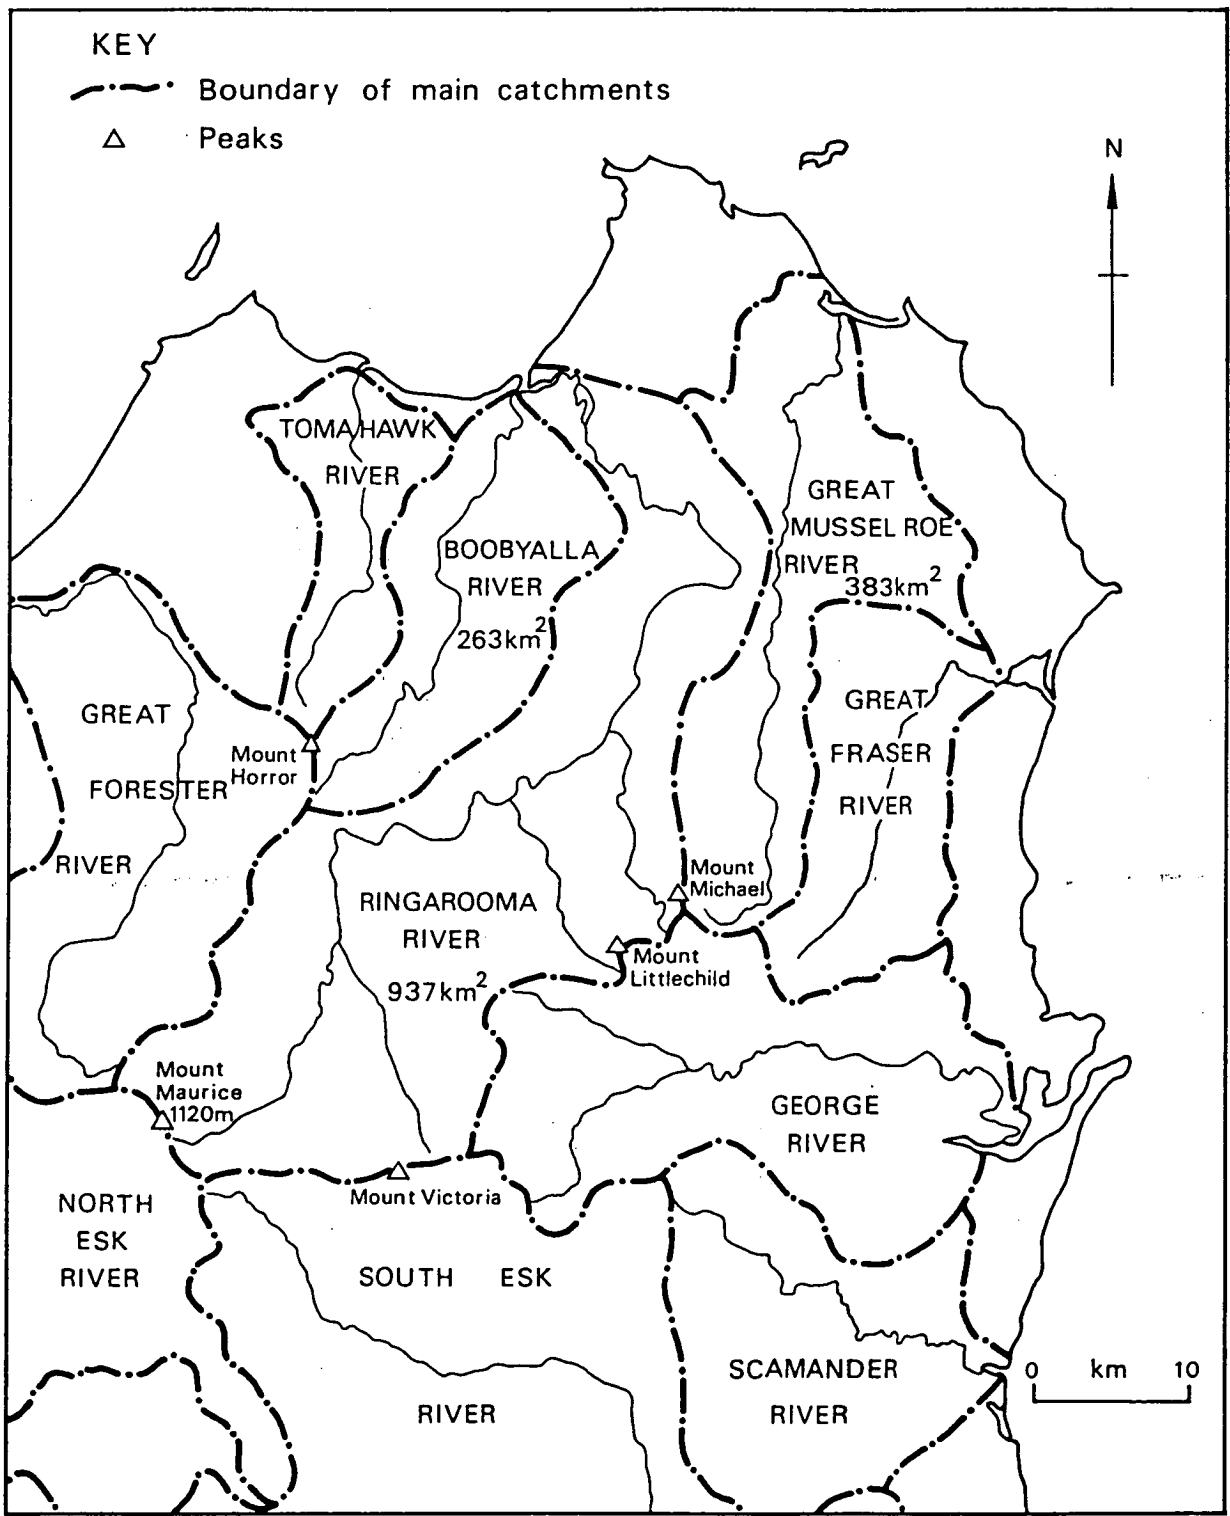 KEY
Boundary of main catchments
Peaks
N
TOMAHAWK
RIVER
BOOBYALLA
RIVER
263km2
GREAT
MUSSEL ROE
RIVER
383km2
GREAT
FORESTER
RIVER
Mount
Horror
GREAT
FRASER
RIVER
RINGAROOMA
RIVER
937km2
Mount
Michael
Mount
Littlechild
Mount
Maurice
1120m
GEORGE
RIVER
Mount Victoria
NORTH
ESK
RIVER
SOUTH ESK
RIVER
SCAMANDER
RIVER
0 km 10